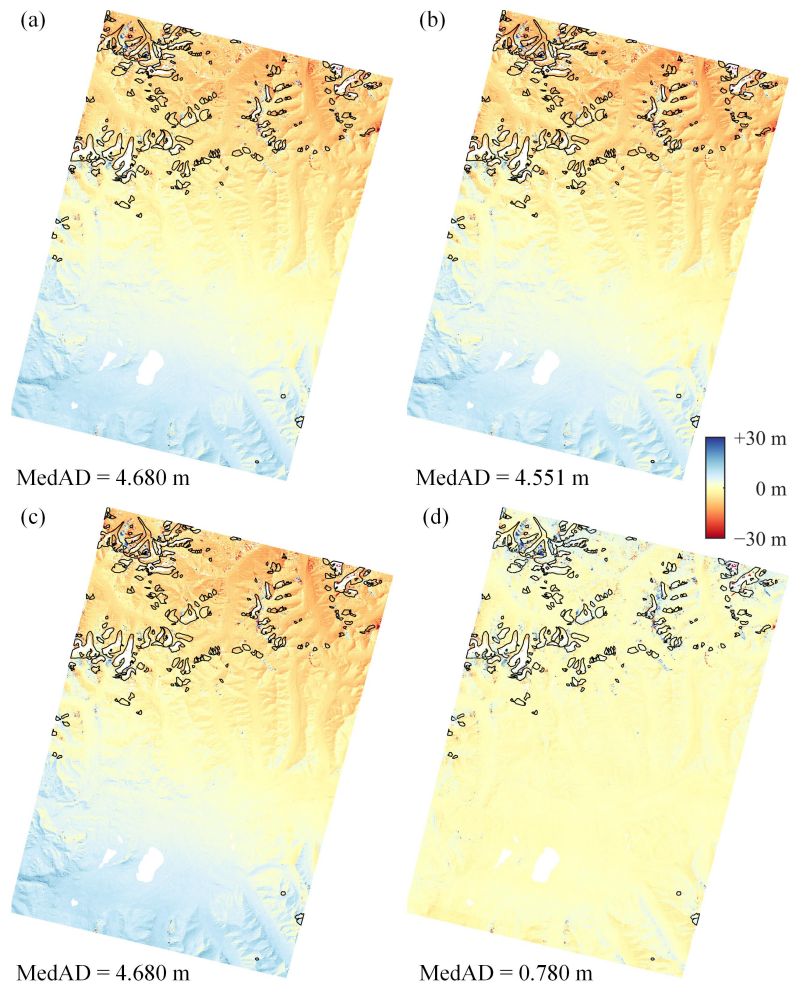 (a)
(b)
MedAD = 4.680 m
MedAD = 4.551 m
+30 m
0 m
−30 m
(c)
(d)
MedAD = 4.680 m
MedAD = 0.780 m